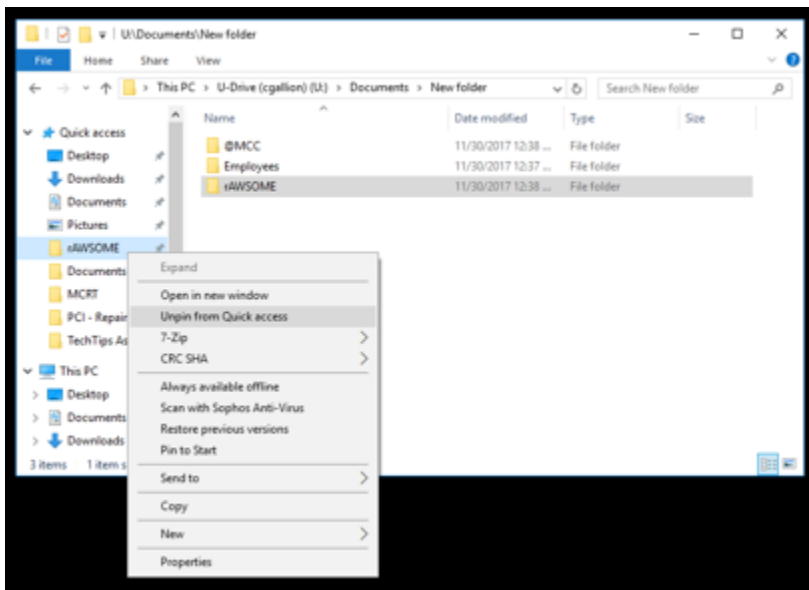 U:\Documents\New folder
File Home Share View
This PC > U-Drive (cgallion) (U:) > Documents > New folder
Search New folder
Name Date modified Type Size
@MCC 11/30/2017 12:38 ... File folder
Employees 11/30/2017 12:37 ... File folder
rAWSOME 11/30/2017 12:38 ... File folder
Quick access
Desktop
Downloads
Documents
Pictures
rAWSOME
Documents
MCRT
PCI - Repair
TechTips As
This PC
Desktop
Documents
Downloads
3 items 1 item s
Expand
Open in new window
Unpin from Quick access
7-Zip
CRC SHA
Always available offline
Scan with Sophos Anti-Virus
Restore previous versions
Pin to Start
Send to
Copy
New
Properties